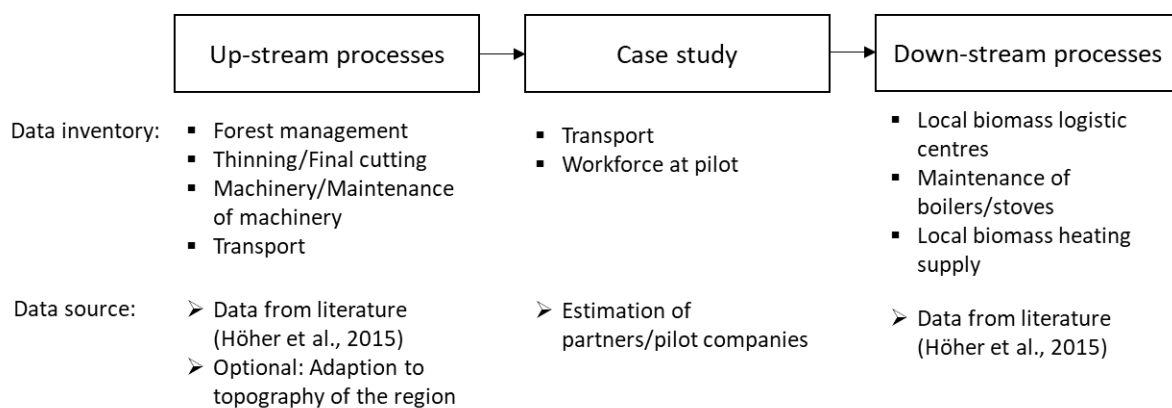 Up-stream processes
Case study
Down-stream processes
Data inventory:
▪ Forest management
▪ Thinning/Final cutting
▪ Machinery/Maintenance
of machinery
▪ Transport
▪ Transport
▪ Workforce at pilot
▪ Local biomass logistic
centres
▪ Maintenance of
boilers/stoves
▪ Local biomass heating
supply
Data source:
➢ Data from literature
(Höher et al., 2015)
➢ Optional: Adaption to
topography of the region
➢ Estimation of
partners/pilot companies
➢ Data from literature
(Höher et al., 2015)